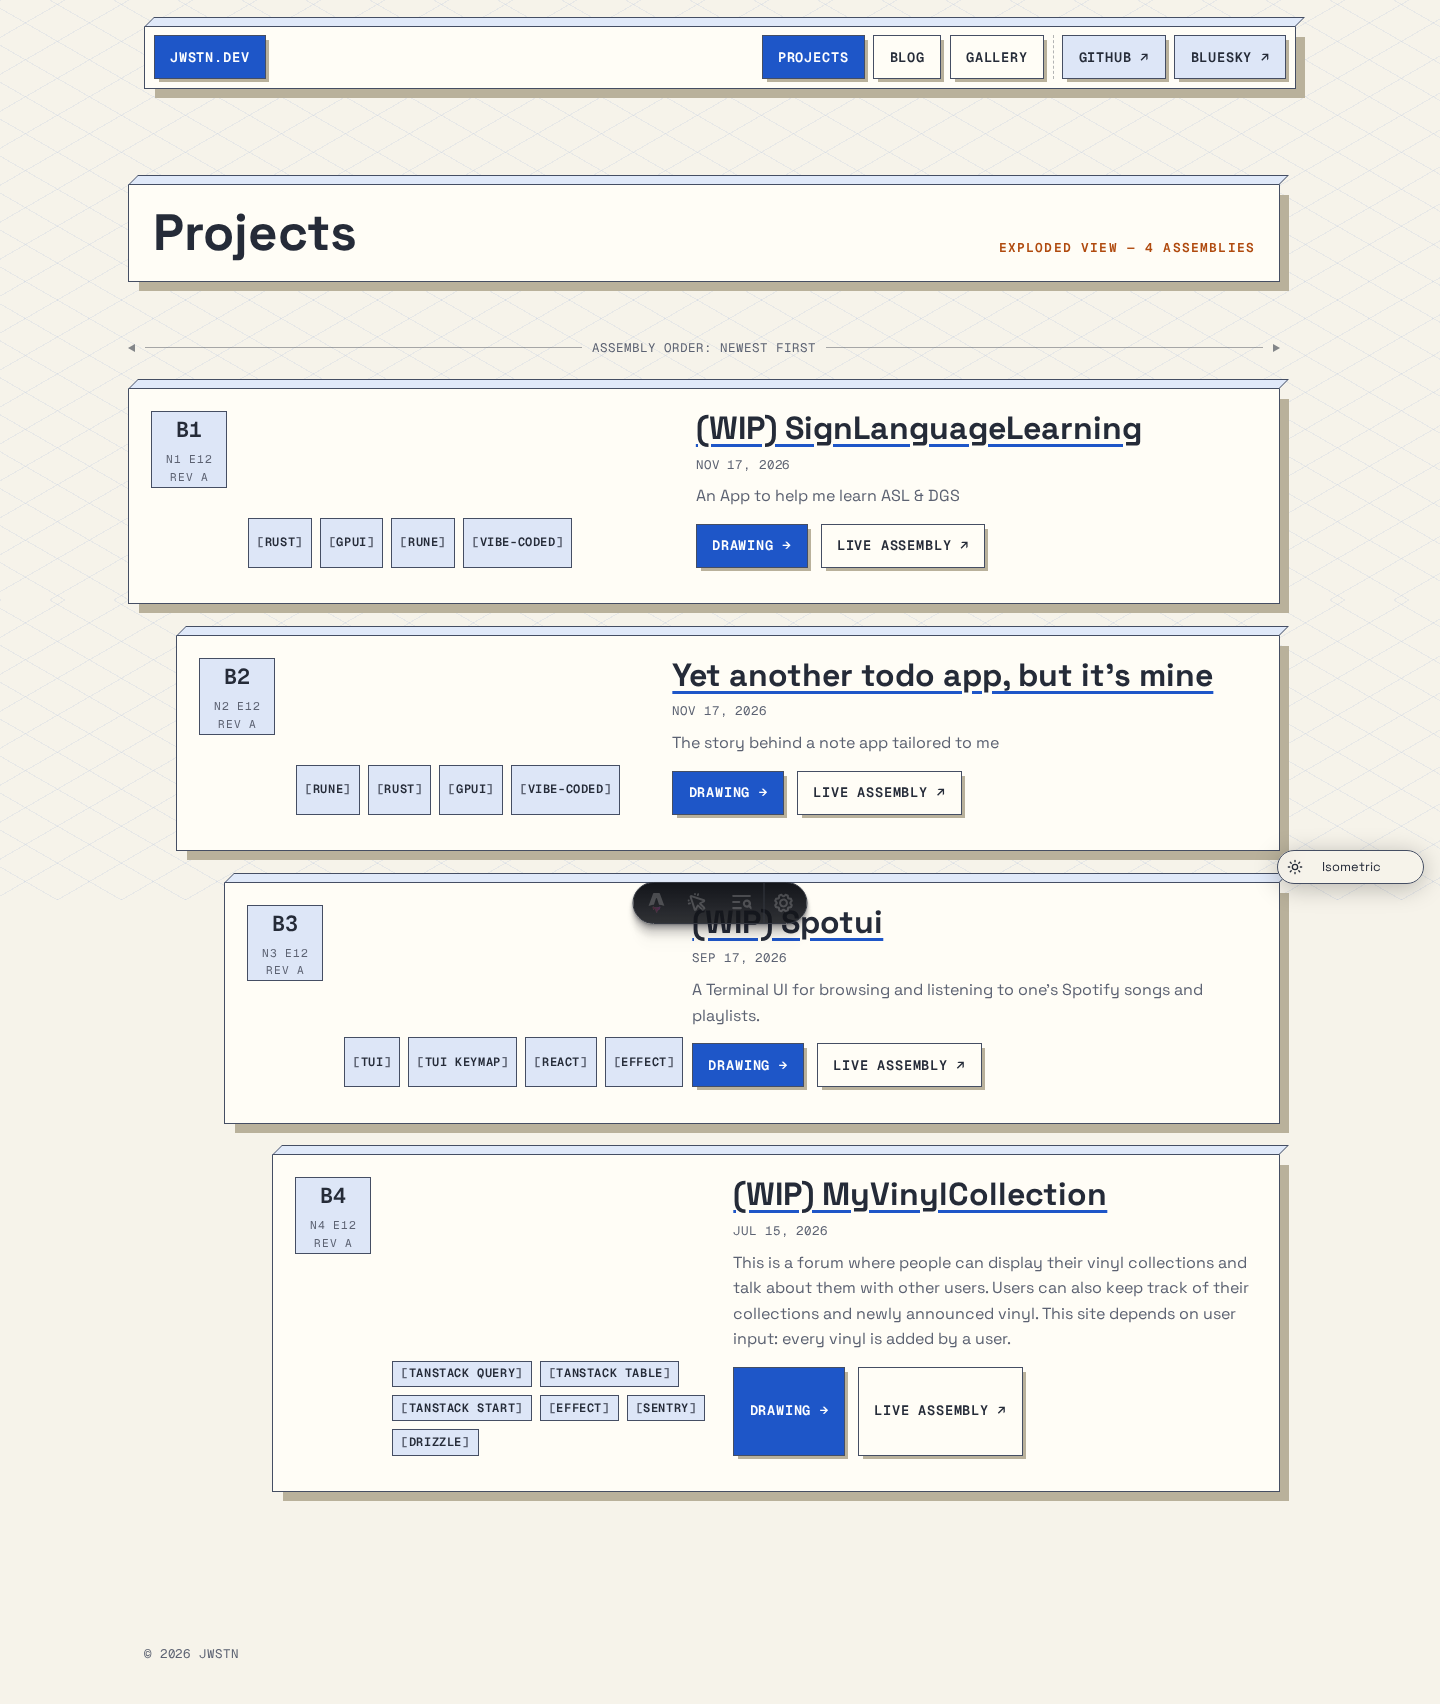 JWSTN.DEV
PROJECTS BLOG GALLERY GITHUB ↗ BLUESKY ↗
Projects
EXPLODED VIEW — 4 ASSEMBLIES
ASSEMBLY ORDER: NEWEST FIRST
B1
N1 E12
REV A
(WIP) SignLanguageLearning
NOV 17, 2026
An App to help me learn ASL & DGS
[RUST] [GPUI] [RUNE] [VIBE-CODED]
DRAWING → LIVE ASSEMBLY ↗
B2
N2 E12
REV A
Yet another todo app, but it’s mine
NOV 17, 2026
The story behind a note app tailored to me
[RUNE] [RUST] [GPUI] [VIBE-CODED]
DRAWING → LIVE ASSEMBLY ↗
Isometric
B3
N3 E12
REV A
(WIP) Spotui
SEP 17, 2026
A Terminal UI for browsing and listening to one’s Spotify songs and
playlists.
[TUI] [TUI KEYMAP] [REACT] [EFFECT]
DRAWING → LIVE ASSEMBLY ↗
B4
N4 E12
REV A
(WIP) MyVinylCollection
JUL 15, 2026
This is a forum where people can display their vinyl collections and
talk about them with other users. Users can also keep track of their
collections and newly announced vinyl. This site depends on user
input: every vinyl is added by a user.
[TANSTACK QUERY] [TANSTACK TABLE]
[TANSTACK START] [EFFECT] [SENTRY]
[DRIZZLE]
DRAWING → LIVE ASSEMBLY ↗
© 2026 JWSTN